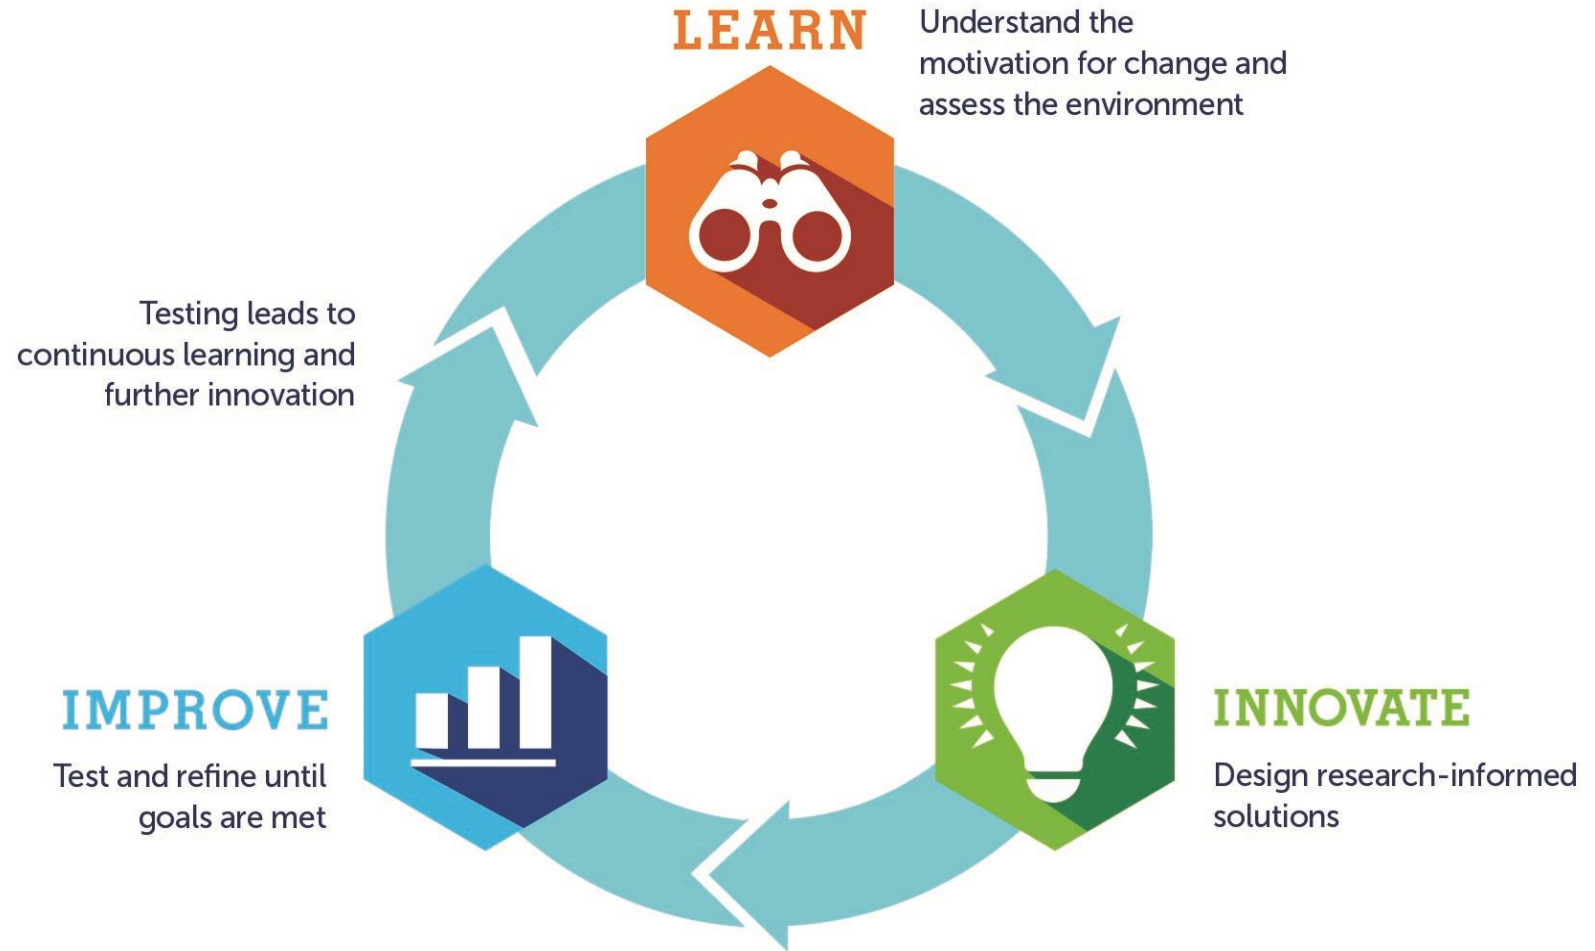 LEARN
Understand the
motivation for change and
assess the environment
Testing leads to
continuous learning and
further innovation
IMPROVE
Test and refine until
goals are met
INNOVATE
Design research-informed
solutions